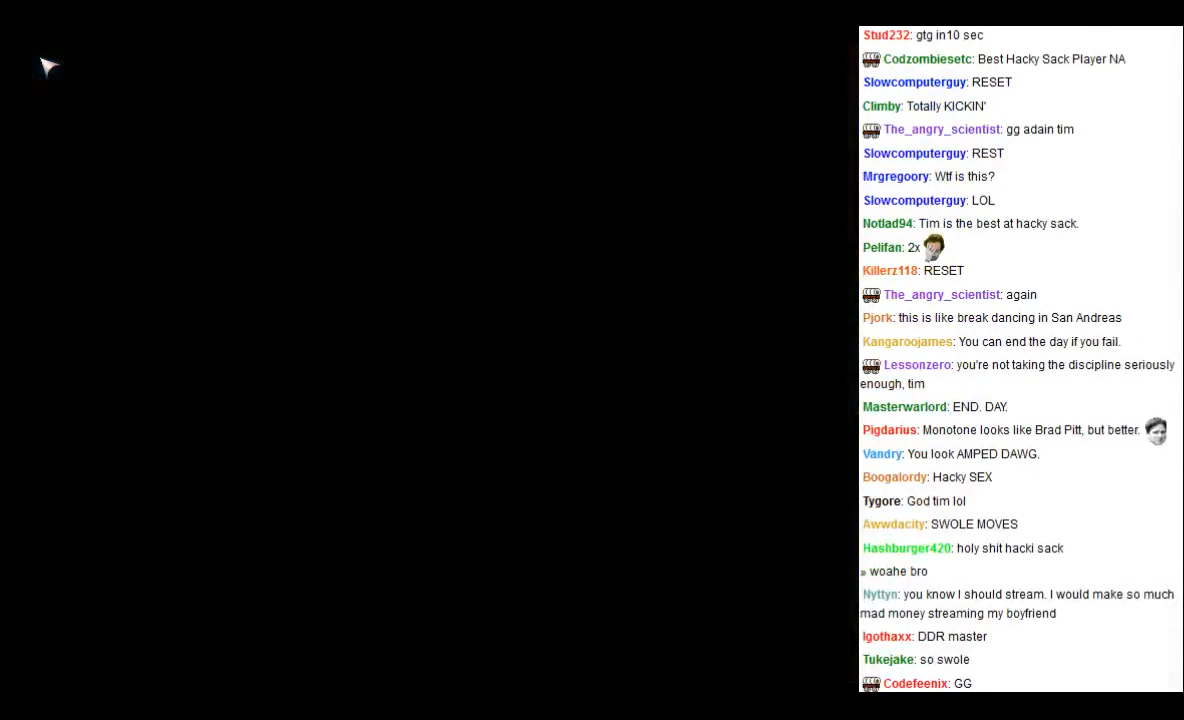 Stud232: gtg in10 sec
Codzombiesetc: Best Hacky Sack Player NA
Slowcomputerguy: RESET
Climby: Totally KICKIN'
The_angry_scientist: gg adain tim
Slowcomputerguy: REST
Mrgregoory: Wtf is this?
Slowcomputerguy: LOL
Notlad94: Tim is the best at hacky sack.
Pelifan: 2x
Killerz118: RESET
The_angry_scientist: again
Pjork: this is like break dancing in San Andreas
Kangaroojames: You can end the day if you fail.
Lessonzero: you're not taking the discipline seriously
enough, tim
Masterwarlord: END. DAY.
Pigdarius: Monotone looks like Brad Pitt, but better.
Vandry: You look AMPED DAWG.
Boogalordy: Hacky SEX
Tygore: God tim lol
Awwdacity: SWOLE MOVES
Hashburger420: holy shit hacki sack
» woahe bro
Nyttyn: you know I should stream. I would make so much
mad money streaming my boyfriend
Igothaxx: DDR master
Tukejake: so swole
Codefeenix: GG